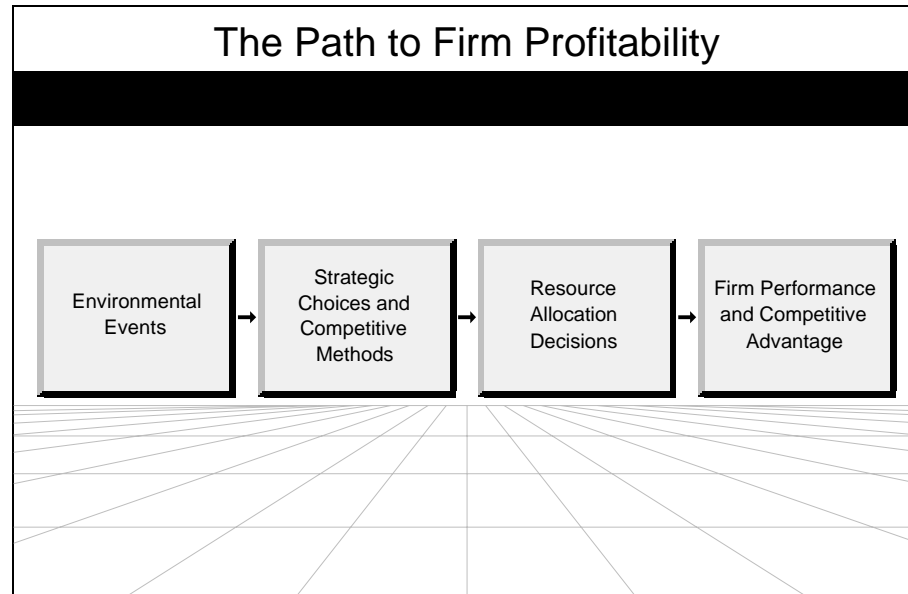 The Path to Firm Profitability
Environmental
Events
Strategic
Choices and
Competitive
Methods
Resource
Allocation
Decisions
Firm Performance
and Competitive
Advantage